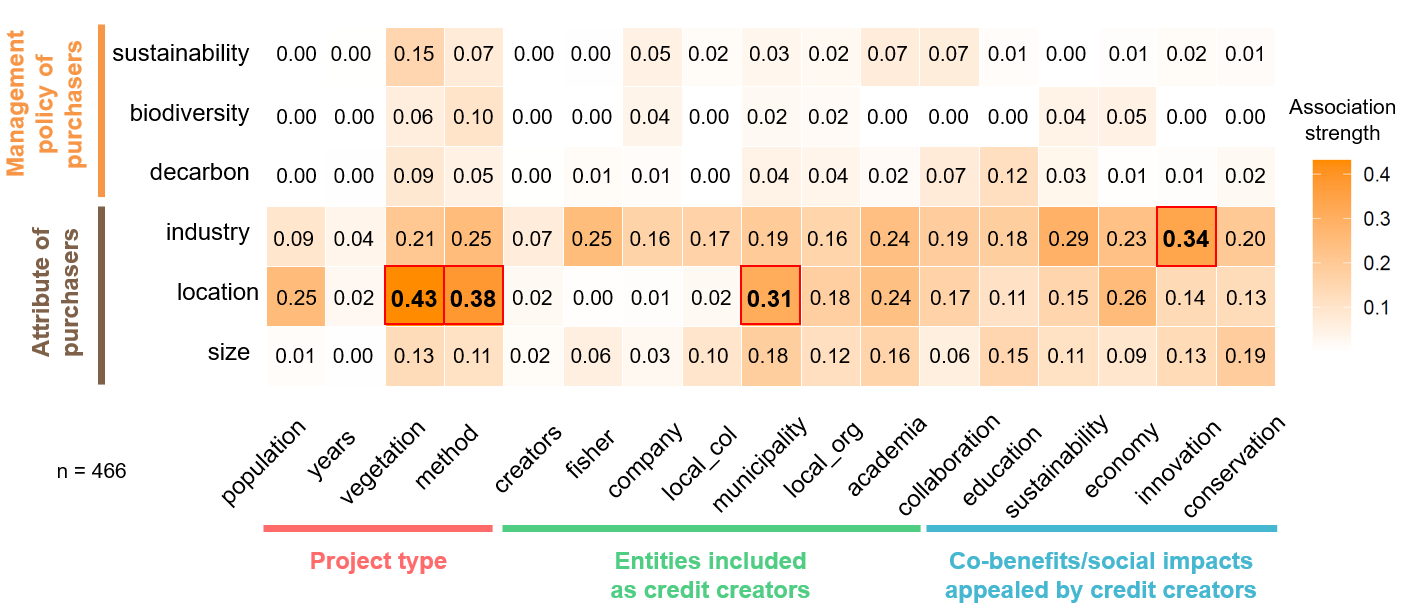 Management
policy of
purchasers
sustainability 0.00 0.00 0.15 0.07 0.00 0.00 0.05 0.02 0.03 0.02 0.07 0.07 0.01 0.00 0.01 0.02 0.01
biodiversity 0.00 0.00 0.06 0.10 0.00 0.00 0.04 0.00 0.02 0.02 0.00 0.00 0.00 0.04 0.05 0.00 0.00
decarbon 0.00 0.00 0.09 0.05 0.00 0.01 0.01 0.00 0.04 0.04 0.02 0.07 0.12 0.03 0.01 0.01 0.02
Attribute of
purchasers
industry 0.09 0.04 0.21 0.25 0.07 0.25 0.16 0.17 0.19 0.16 0.24 0.19 0.18 0.29 0.23 0.34 0.20
location 0.25 0.02 0.43 0.38 0.02 0.00 0.01 0.02 0.31 0.18 0.24 0.17 0.11 0.15 0.26 0.14 0.13
size 0.01 0.00 0.13 0.11 0.02 0.06 0.03 0.10 0.18 0.12 0.16 0.06 0.15 0.11 0.09 0.13 0.19
Association
strength
0.4
0.3
0.2
0.1
n = 466
population years vegetation method creators fisher company local_col municipality local_org academia collaboration education sustainability economy innovation conservation
Project type
Entities included
as credit creators
Co-benefits/social impacts
appealed by credit creators